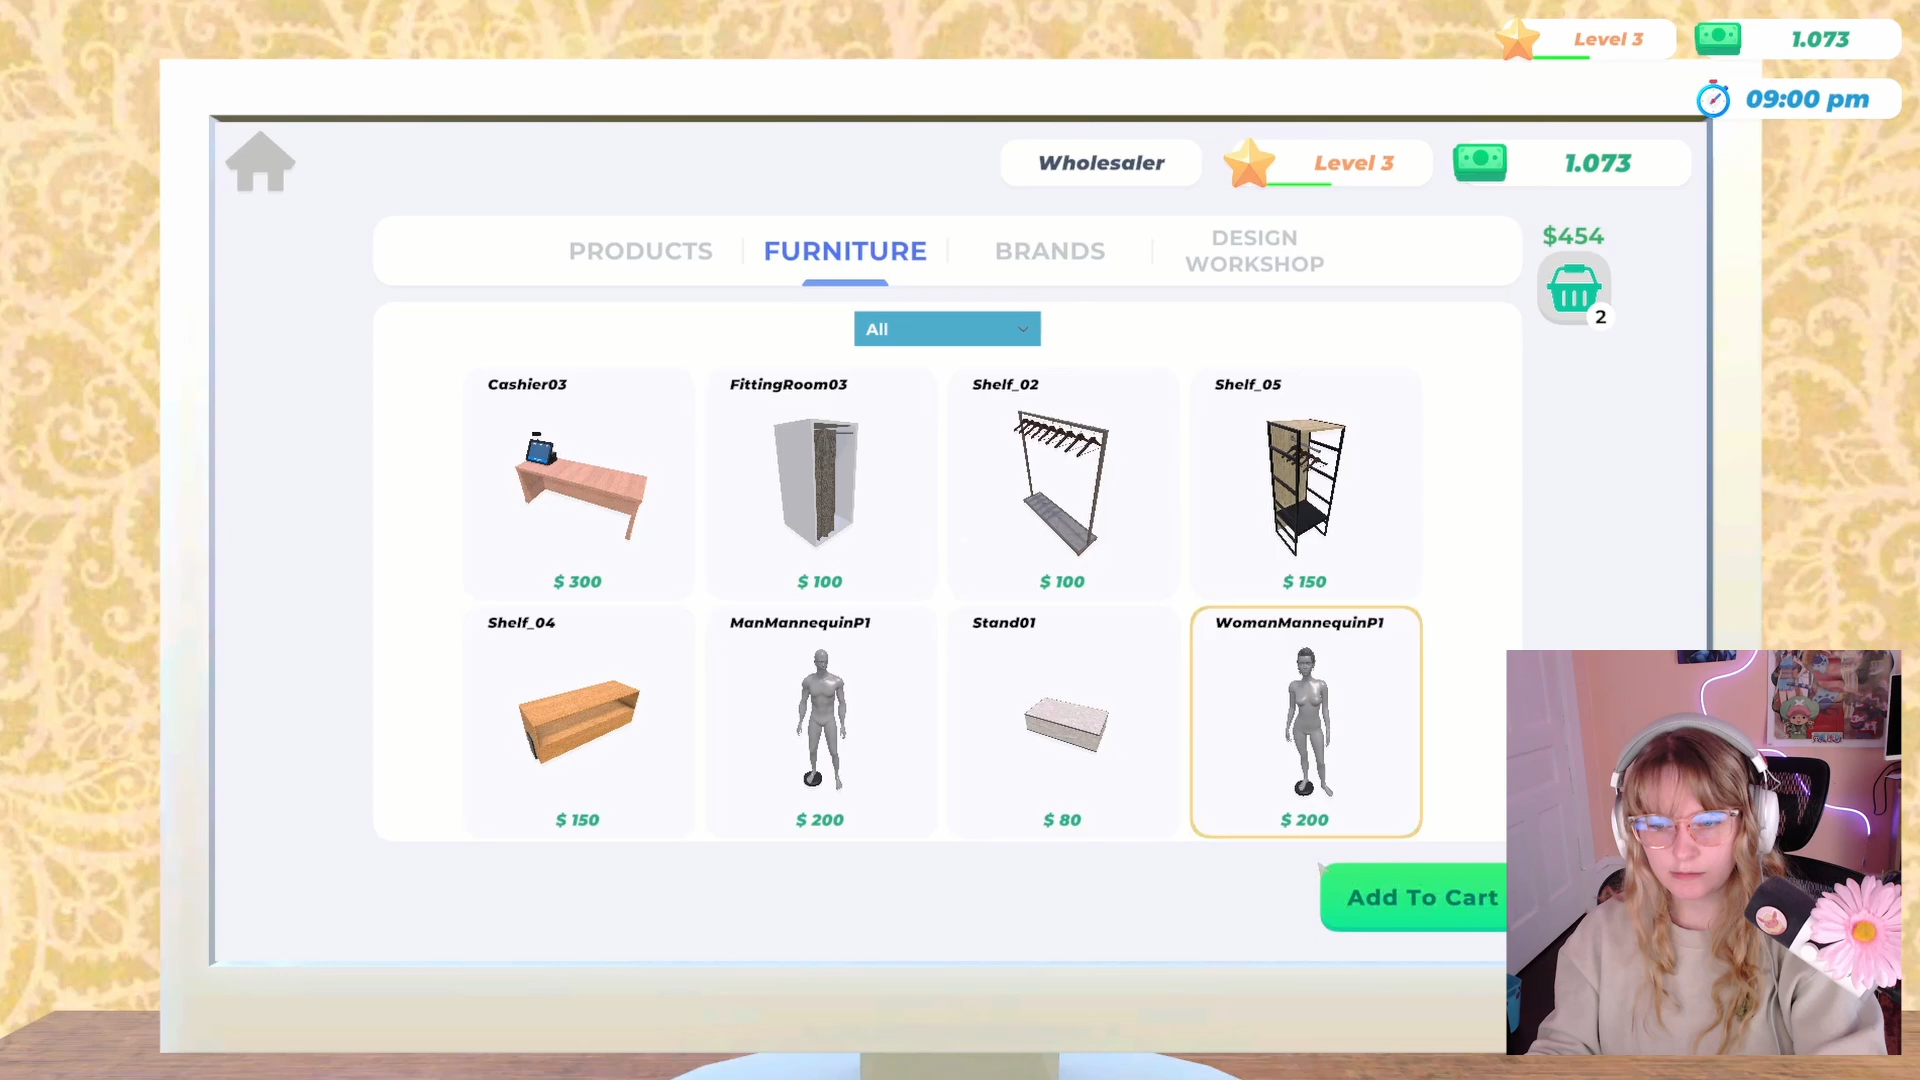 Level 3
1.073
09:00 pm
Wholesaler
Level 3
1.073
PRODUCTS
FURNITURE
BRANDS
DESIGN
WORKSHOP
$454
2
All
Cashier03
FittingRoom03
Shelf_02
Shelf_05
$ 300
$ 100
$ 100
$ 150
Shelf_04
ManMannequinP1
Stand01
WomanMannequinP1
$ 150
$ 200
$ 80
$ 200
Add To Cart